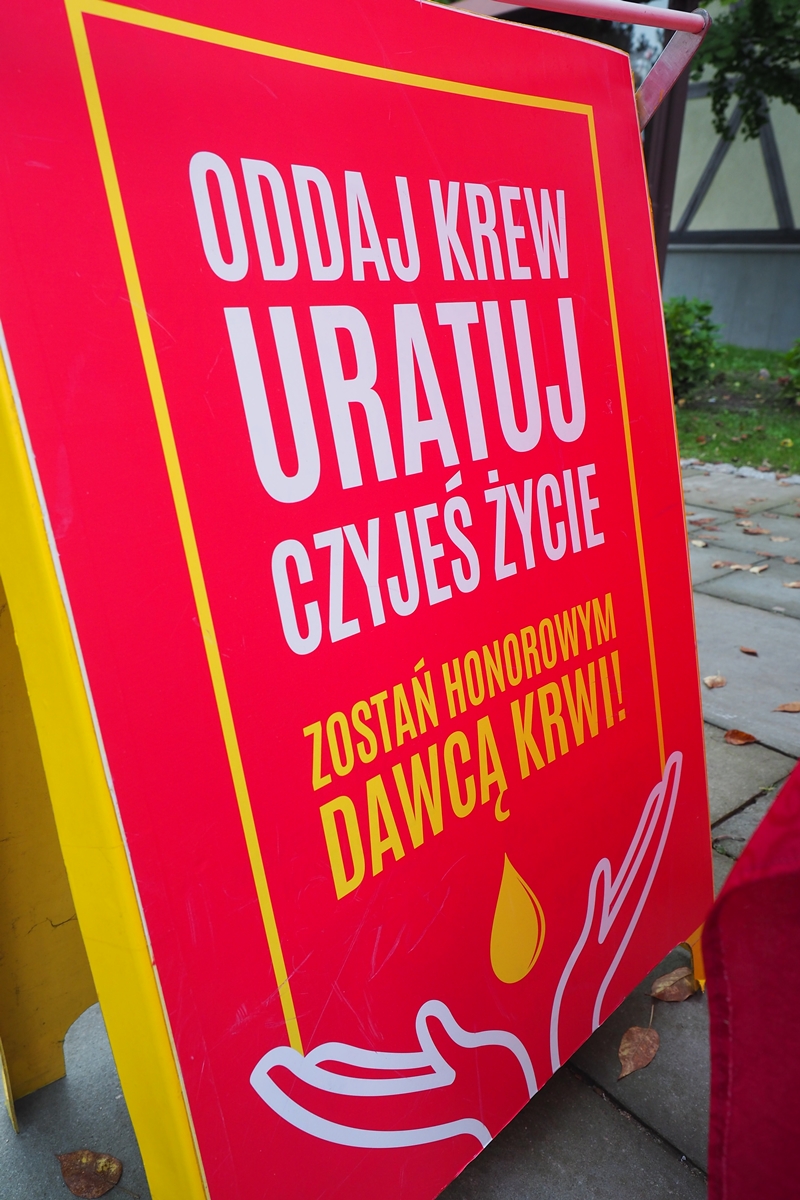 ODDAJ KREW
URATUJ
CZYJEŚ ŻYCIE
ZOSTAŃ HONOROWYM
DAWCĄ KRWI!